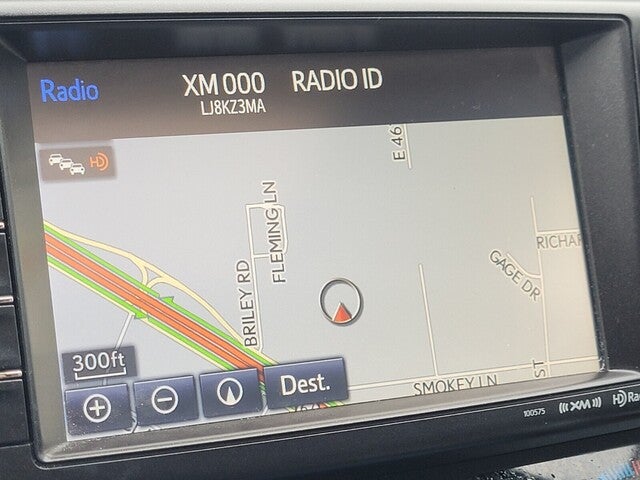 Radio
XM 000 RADIO ID
LJ8KZ3MA
HD
E 46
FLEMING LN
BRILEY RD
RICHAR
GAGE DR
300ft
Dest.
SMOKEY LN
ST
100575
XM
HD Ra